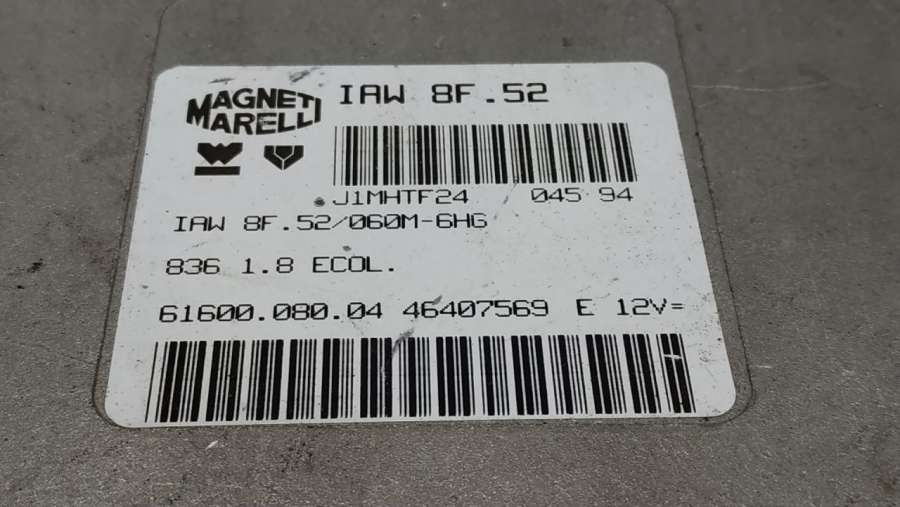 MAGNETI
MARELLI
IAW 8F.52
J1MHTF24 045 94
IAW 8F.52/060M-6HG
836 1.8 ECOL.
61600.080.04 46407569 E 12V=